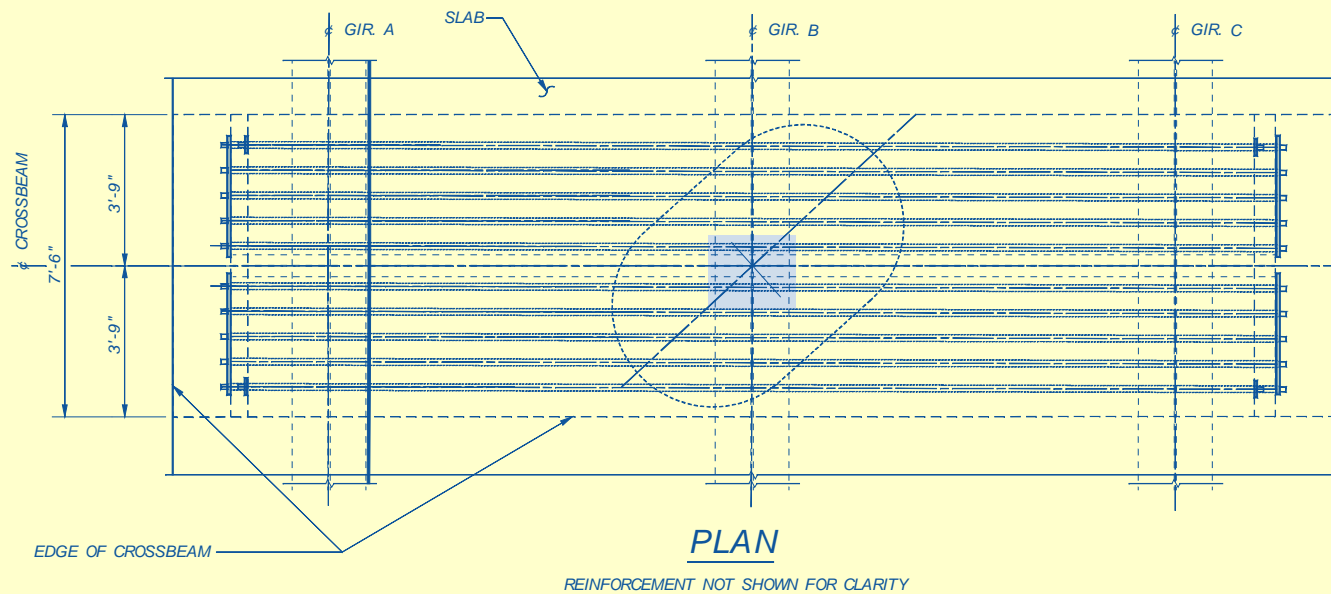 SLAB
℄ GIR. A
℄ GIR. B
℄ GIR. C
℄ CROSSBEAM
7'-6"
3'-9"
3'-9"
EDGE OF CROSSBEAM
PLAN
REINFORCEMENT NOT SHOWN FOR CLARITY